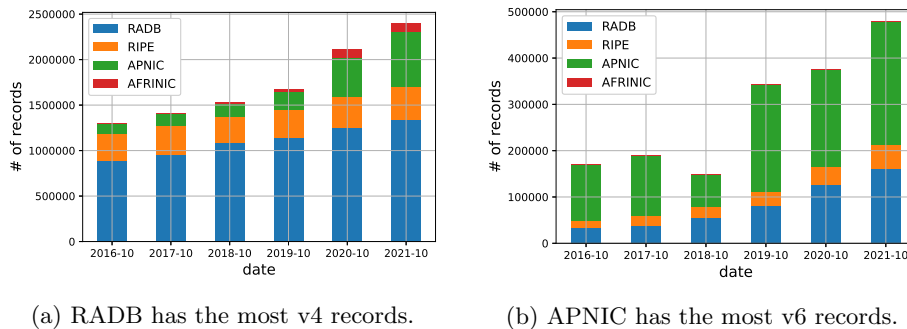 2500000
2000000
1500000
1000000
500000
0
# of records
RADB
RIPE
APNIC
AFRINIC
2016-10 2017-10 2018-10 2019-10 2020-10 2021-10
date
(a) RADB has the most v4 records.
500000
400000
300000
200000
100000
0
# of records
RADB
RIPE
APNIC
AFRINIC
2016-10 2017-10 2018-10 2019-10 2020-10 2021-10
date
(b) APNIC has the most v6 records.